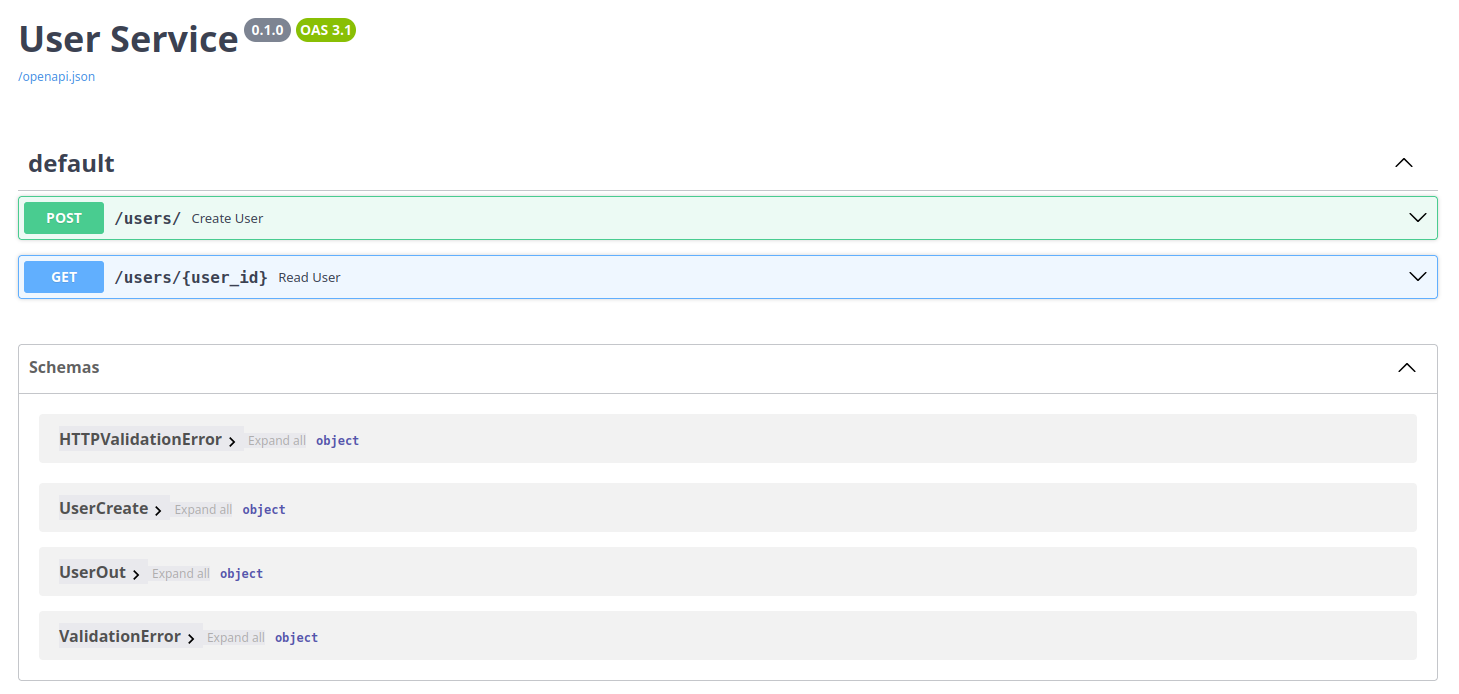 User Service 0.1.0 OAS 3.1
/openapi.json
default
POST /users/ Create User
GET /users/{user_id} Read User
Schemas
HTTPValidationError Expand all object
UserCreate Expand all object
UserOut Expand all object
ValidationError Expand all object